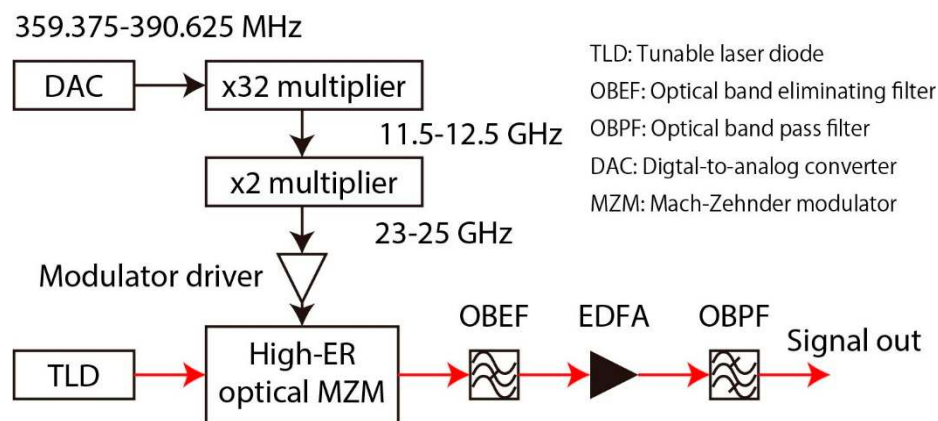 359.375-390.625 MHz
DAC
x32 multiplier
11.5-12.5 GHz
x2 multiplier
23-25 GHz
Modulator driver
TLD
High-ER
optical MZM
OBEF
EDFA
OBPF
Signal out
TLD: Tunable laser diode
OBEF: Optical band eliminating filter
OBPF: Optical band pass filter
DAC: Digtal-to-analog converter
MZM: Mach-Zehnder modulator